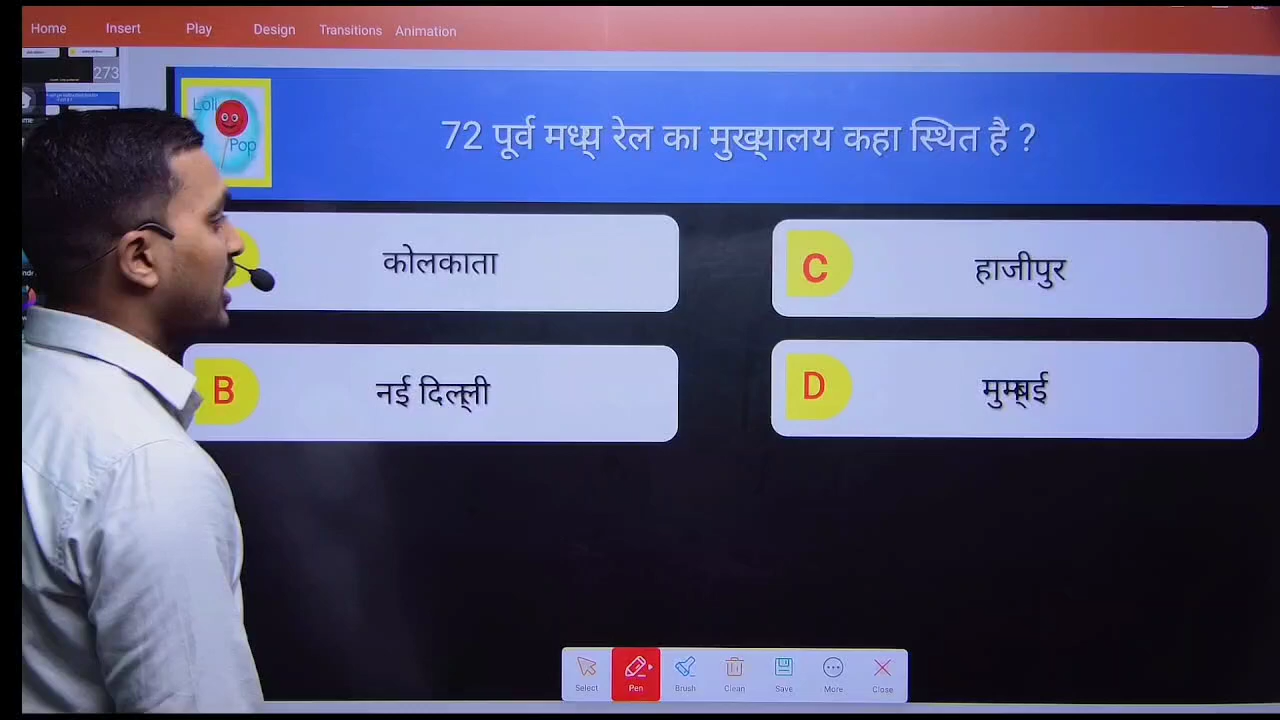 Home Insert Play Design Transitions Animation
273
Pop
72 पूर्व मध्य रेल का मुख्यालय कहा स्थित है ?
कोलकाता
C हाजीपुर
B नई दिल्ली
D मुम्बई
Select Pen Brush Clean Save More Close